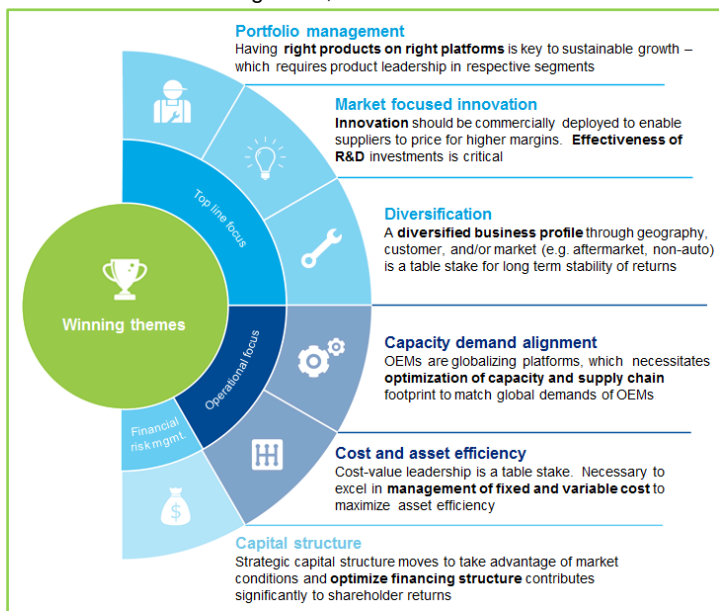 Portfolio management
Having right products on right platforms is key to sustainable growth –
which requires product leadership in respective segments
Market focused innovation
Innovation should be commercially deployed to enable
suppliers to price for higher margins. Effectiveness of
R&D investments is critical
Top line focus
Diversification
A diversified business profile through geography,
customer, and/or market (e.g. aftermarket, non-auto)
is a table stake for long term stability of returns
Winning themes
Operational focus
Capacity demand alignment
OEMs are globalizing platforms, which necessitates
optimization of capacity and supply chain
footprint to match global demands of OEMs
Financial
risk mgmt.
Cost and asset efficiency
Cost-value leadership is a table stake. Necessary to
excel in management of fixed and variable cost to
maximize asset efficiency
$
Capital structure
Strategic capital structure moves to take advantage of market
conditions and optimize financing structure contributes
significantly to shareholder returns